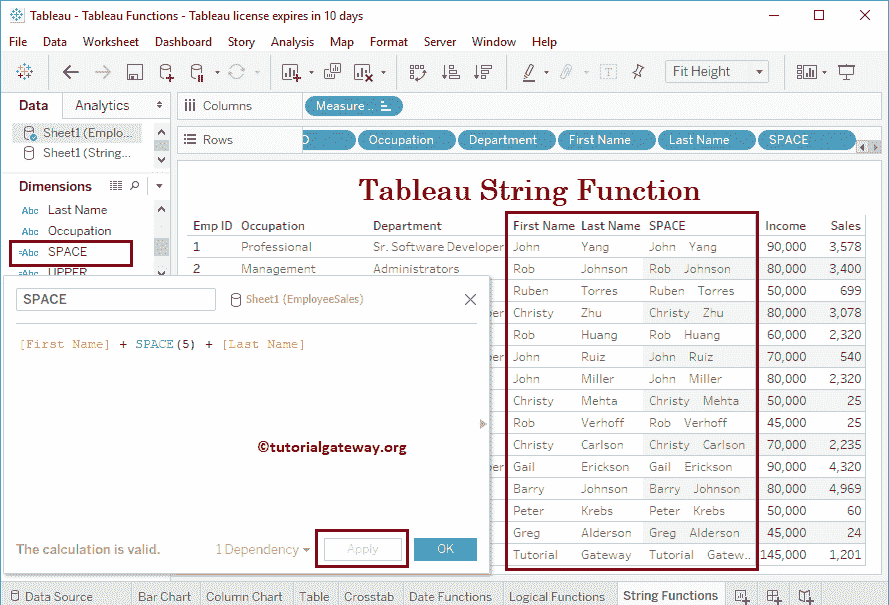 Tableau - Tableau Functions - Tableau license expires in 10 days
File Data Worksheet Dashboard Story Analysis Map Format Server Window Help
Fit Height
Data Analytics
Columns Measure ..
Sheet1 (Emplo...
Sheet1 (String...
Rows Occupation Department First Name Last Name SPACE
Dimensions
Abc Last Name
Abc Occupation
=Abc SPACE
=Abc UPPER
Tableau String Function
Emp ID Occupation Department First Name Last Name SPACE Income Sales
1 Professional Sr. Software Developer John Yang John Yang 90,000 3,578
2 Management Administrators Rob Johnson Rob Johnson 80,000 3,400
Ruben Torres Ruben Torres 50,000 699
Christy Zhu Christy Zhu 80,000 3,078
Rob Huang Rob Huang 60,000 2,320
John Ruiz John Ruiz 70,000 540
John Miller John Miller 80,000 2,320
Christy Mehta Christy Mehta 50,000 25
Rob Verhoff Rob Verhoff 45,000 25
Christy Carlson Christy Carlson 70,000 2,235
Gail Erickson Gail Erickson 90,000 4,320
Barry Johnson Barry Johnson 80,000 4,969
Peter Krebs Peter Krebs 50,000 60
Greg Alderson Greg Alderson 45,000 24
Tutorial Gateway Tutorial Gatew.. 145,000 1,201
SPACE Sheet1 (EmployeeSales)
[First Name] + SPACE(5) + [Last Name]
©tutorialgateway.org
The calculation is valid. 1 Dependency Apply OK
Data Source Bar Chart Column Chart Table Crosstab Date Functions Logical Functions String Functions